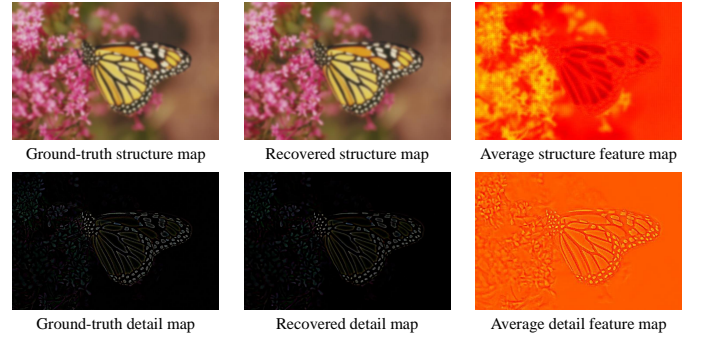 Ground-truth structure map
Recovered structure map
Average structure feature map
Ground-truth detail map
Recovered detail map
Average detail feature map